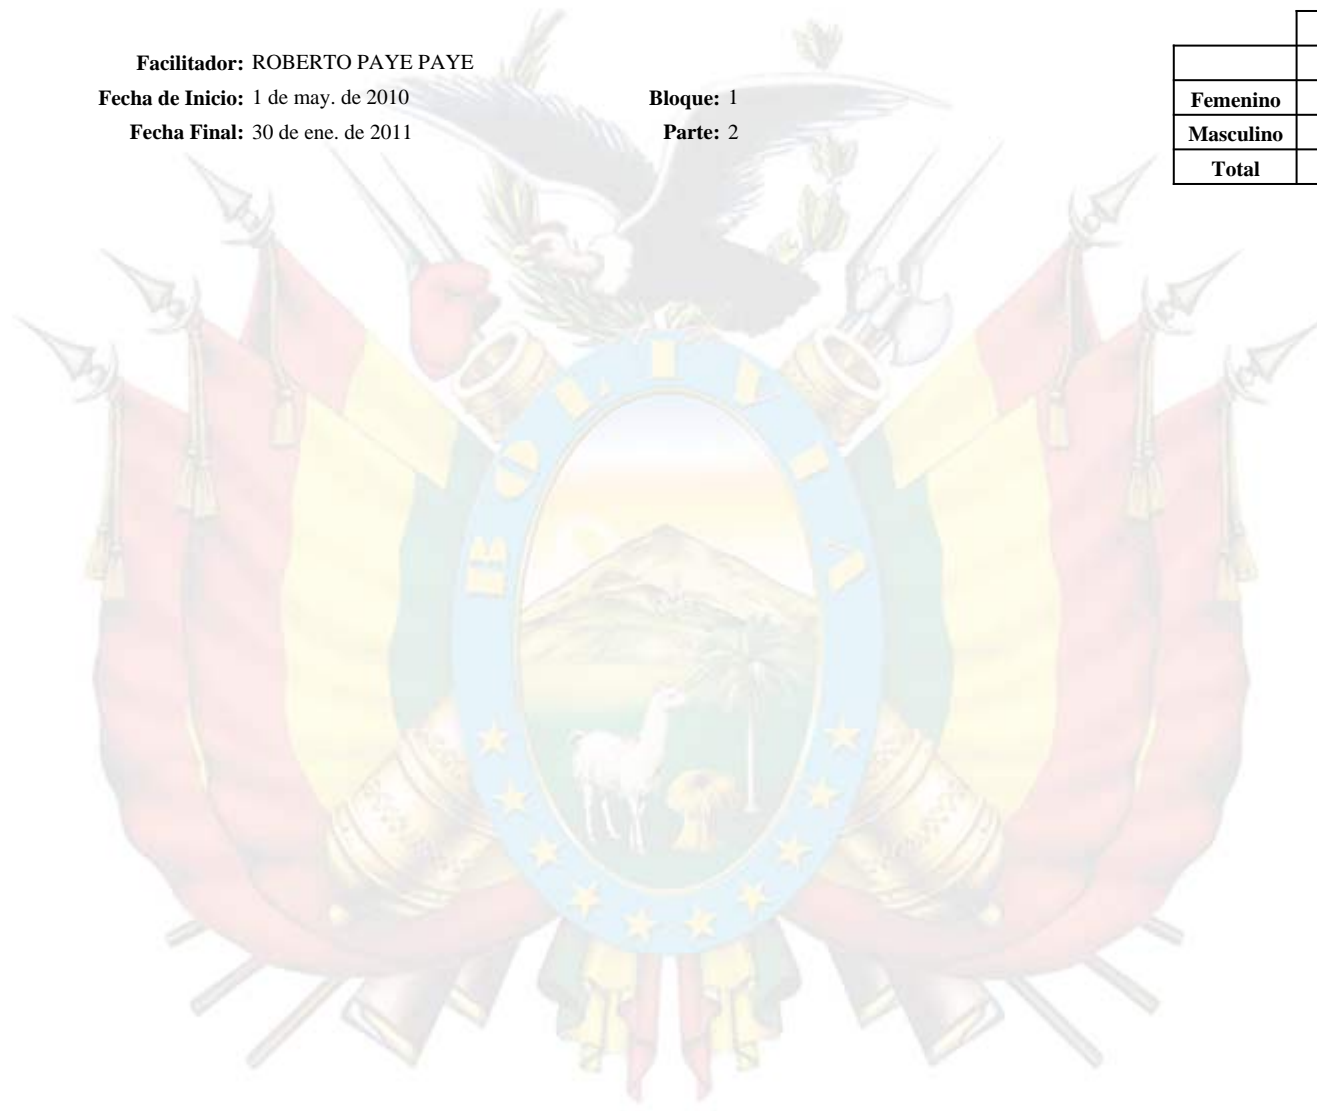 Facilitador: ROBERTO PAYE PAYE
Fecha de Inicio: 1 de may. de 2010 Bloque: 1
Fecha Final: 30 de ene. de 2011 Parte: 2
Femenino
Masculino
Total
BOLIVIA